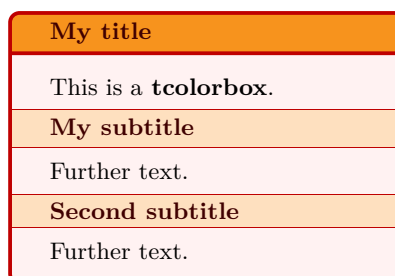 My title
This is a tcolorbox.
My subtitle
Further text.
Second subtitle
Further text.